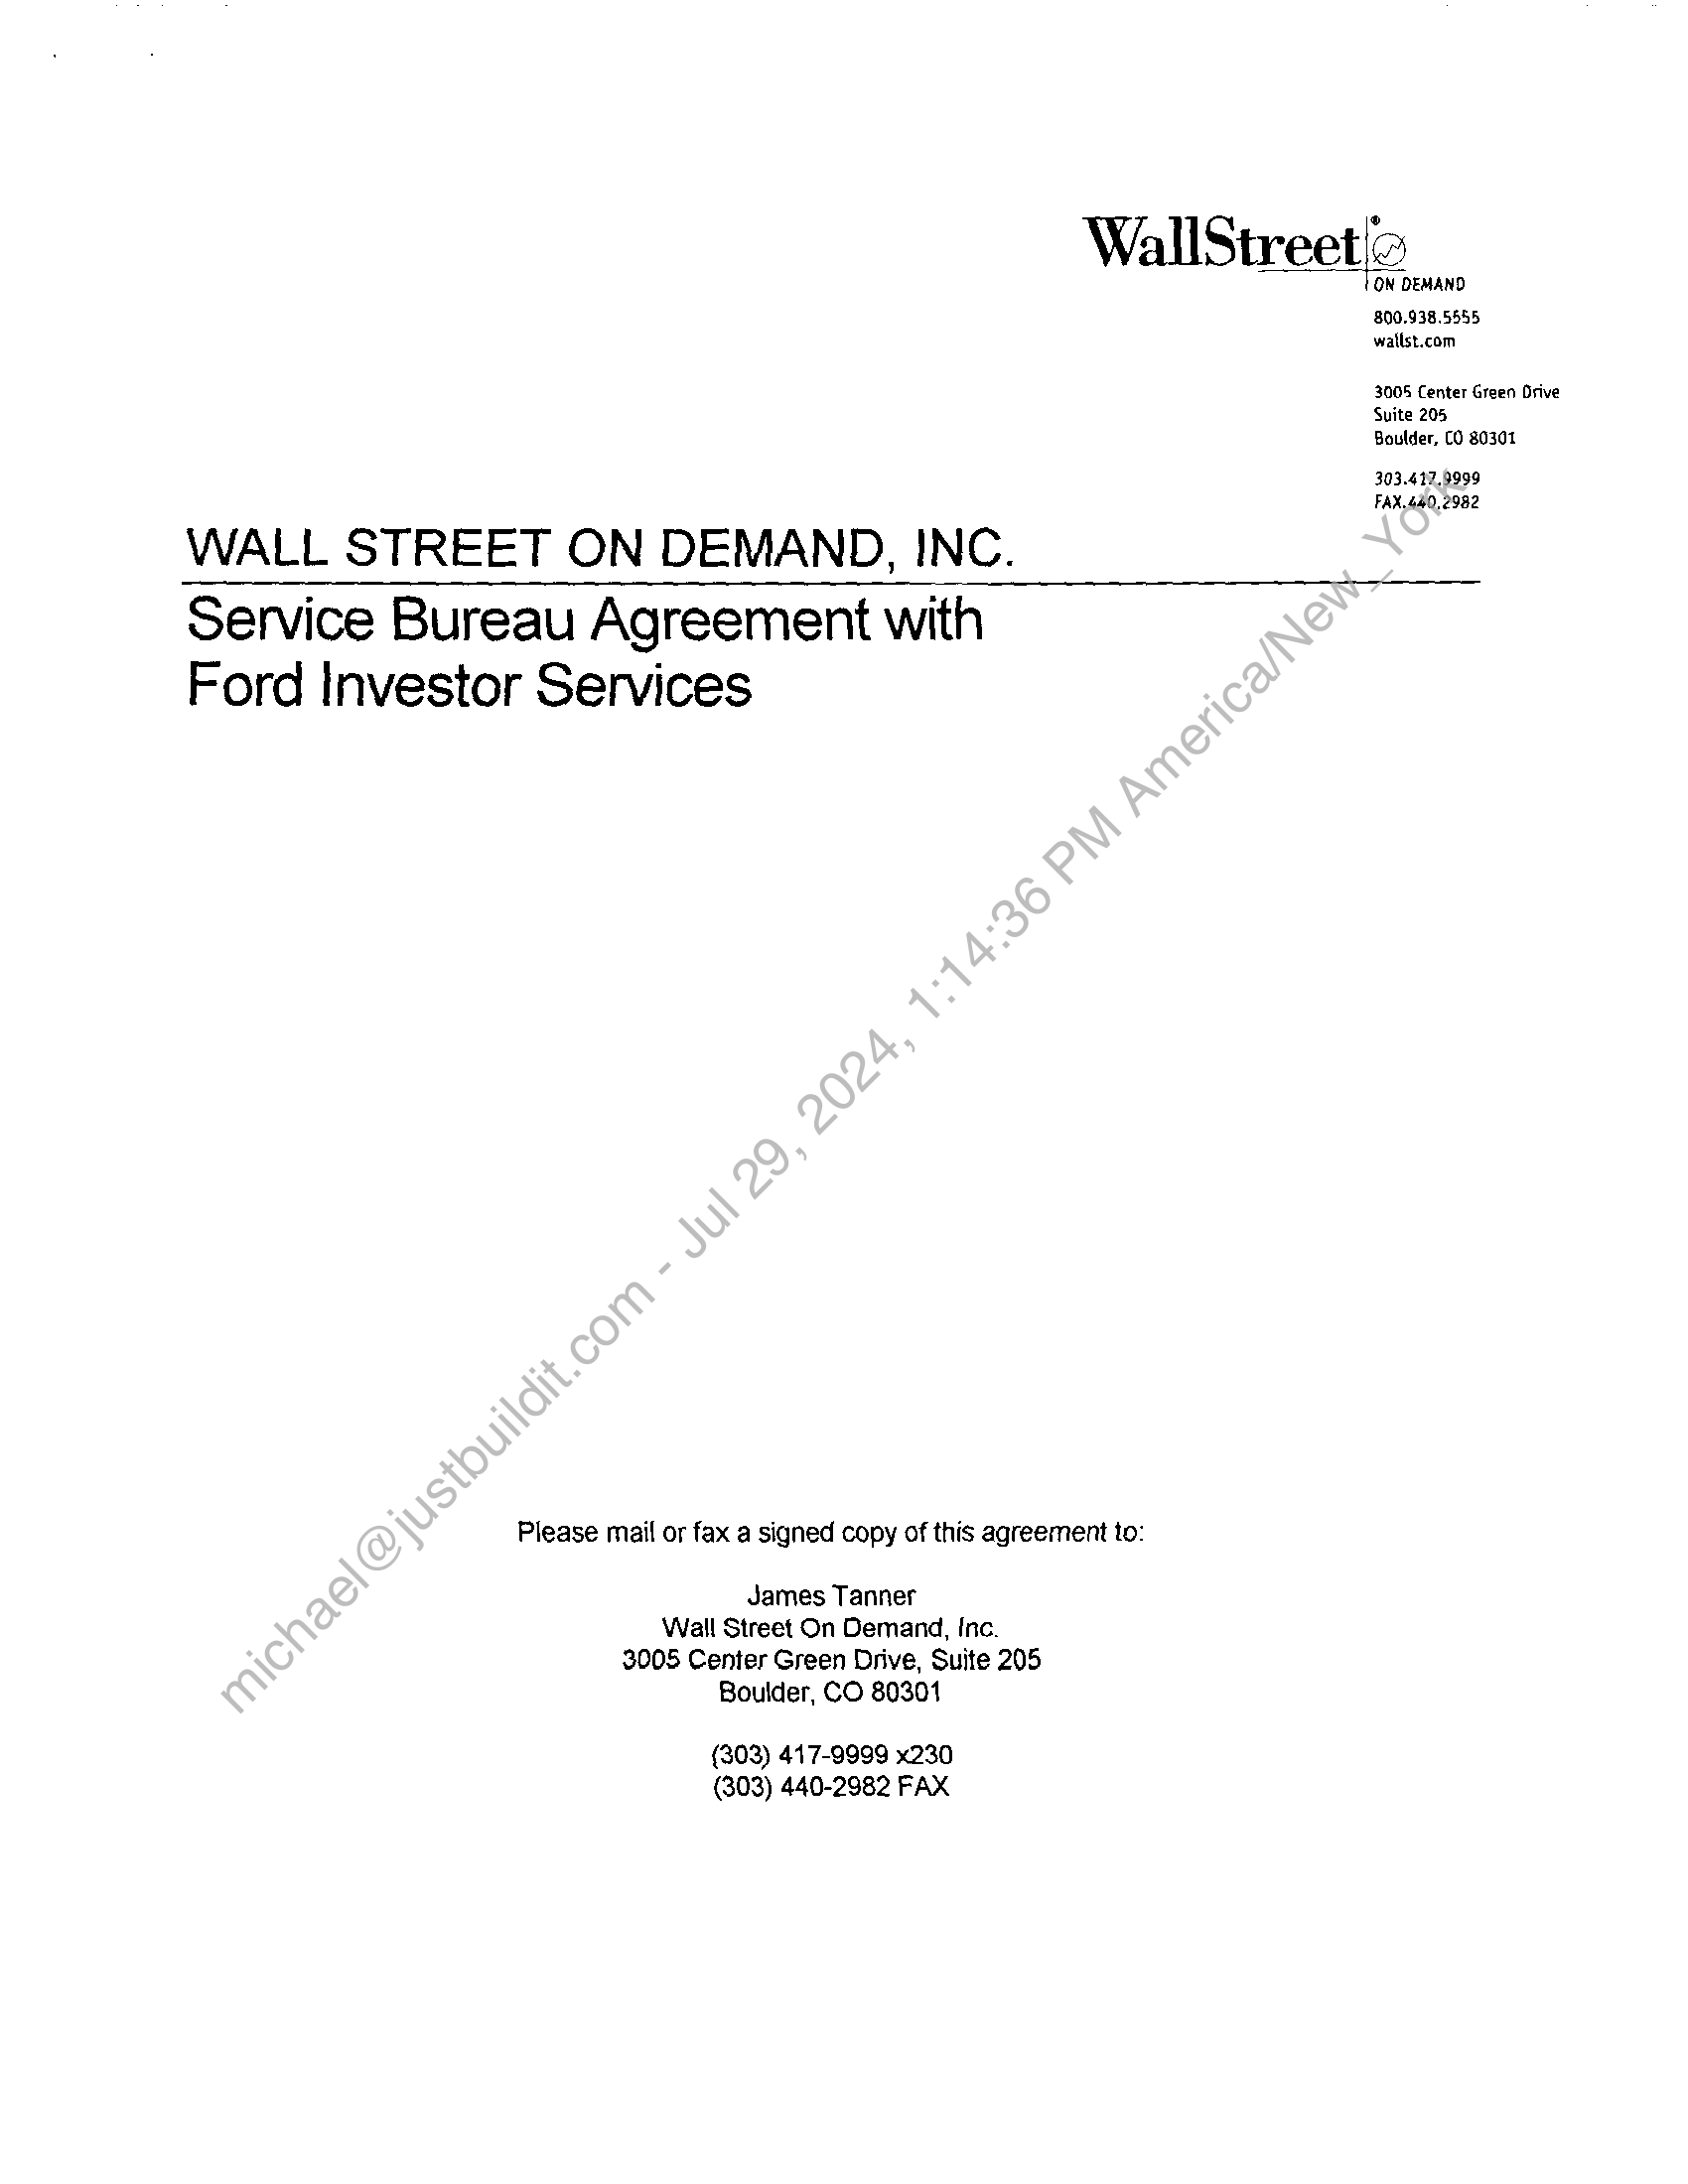 WallStreet®
ON DEMAND
800.938.5555
wallst.com
3005 Center Green Drive
Suite 205
Boulder, CO 80301
303.417.9999
FAX.440.2982
WALL STREET ON DEMAND, INC.
Service Bureau Agreement with
Ford Investor Services
michael@justbuildit.com - Jul 29, 2024, 1:14:36 PM America/New_York
Please mail or fax a signed copy of this agreement to:
James Tanner
Wall Street On Demand, Inc.
3005 Center Green Drive, Suite 205
Boulder, CO 80301
(303) 417-9999 x230
(303) 440-2982 FAX